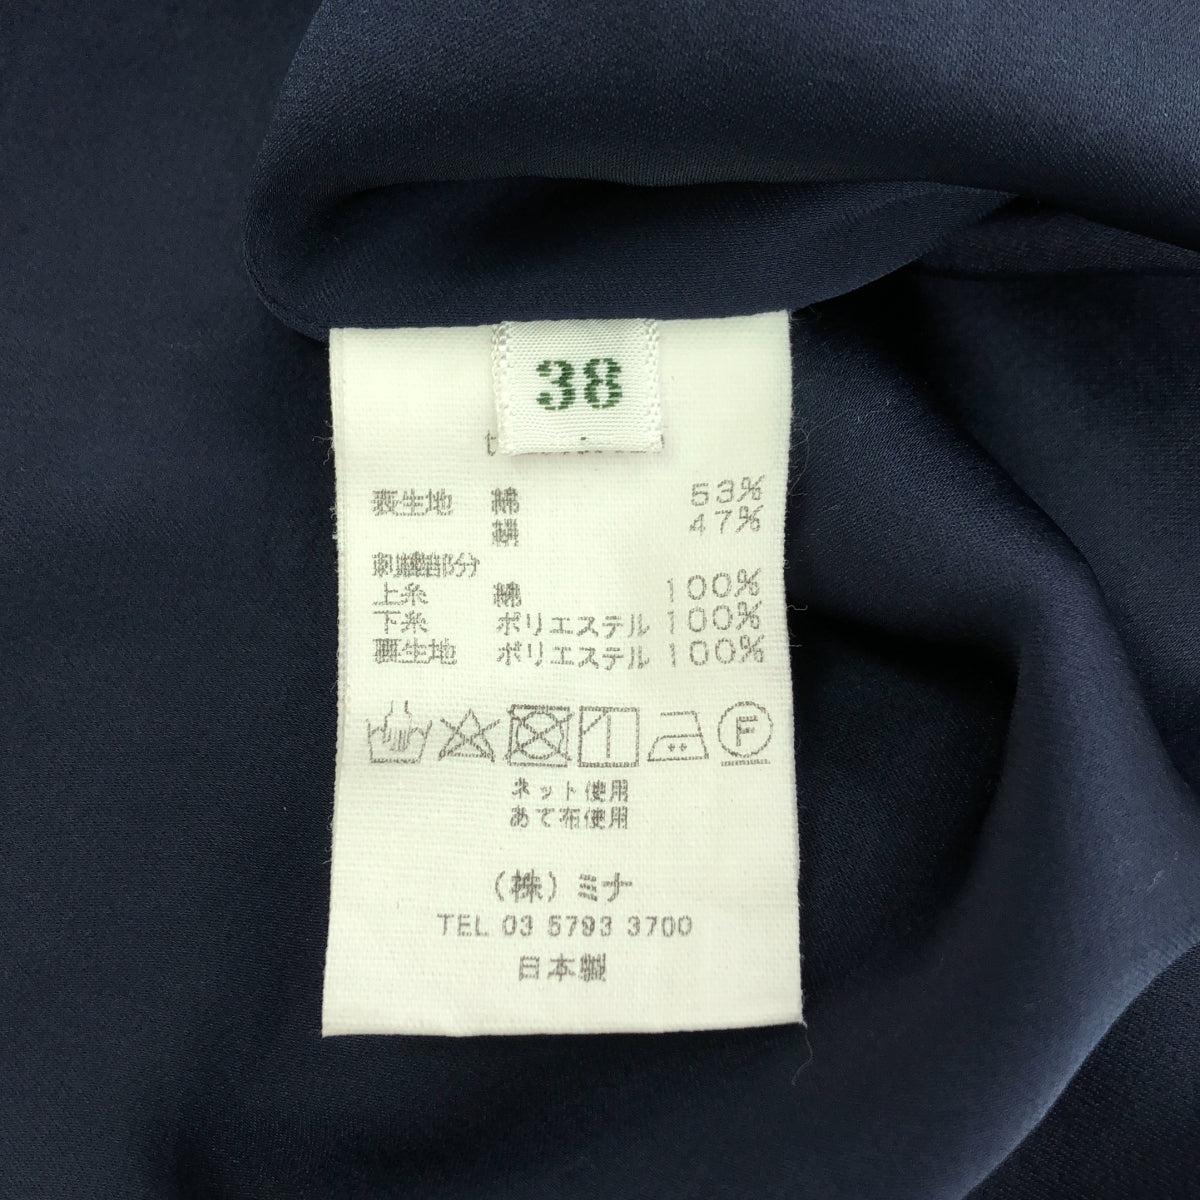 38
表生地 綿 53%
絹 47%
刺繍部分
上糸 綿 100%
下糸 ポリエステル 100%
裏生地 ポリエステル 100%
F
ネット使用
あて布使用
(株)ミナ
TEL 03 5793 3700
日本製